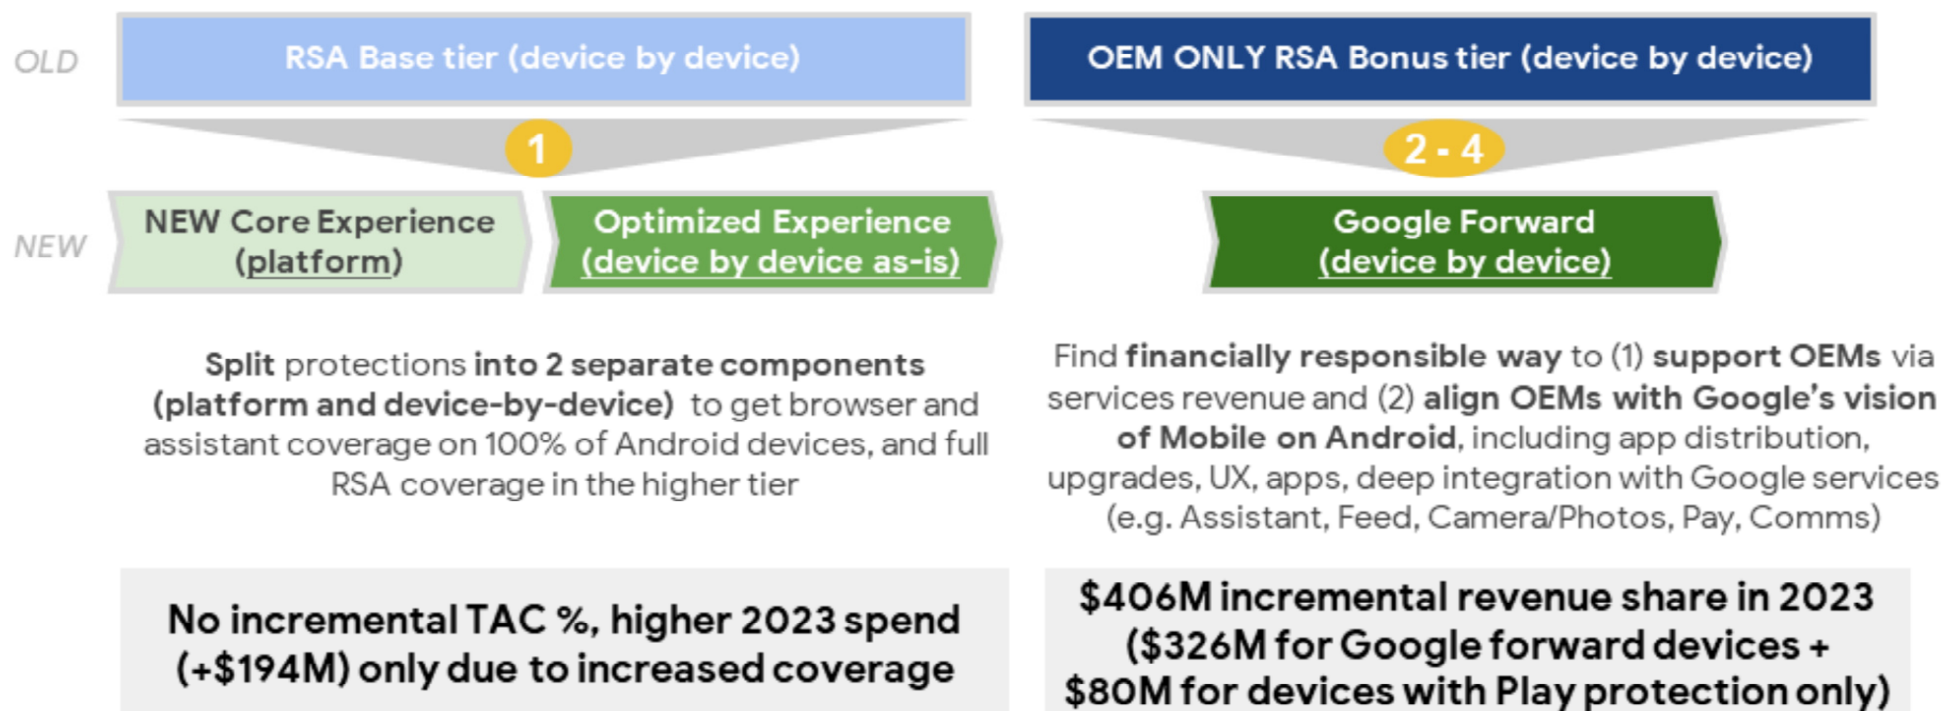 OLD
RSA Base tier (device by device)
OEM ONLY RSA Bonus tier (device by device)
1
2 - 4
NEW
NEW Core Experience
(platform)
Optimized Experience
(device by device as-is)
Google Forward
(device by device)
Split protections into 2 separate components
(platform and device-by-device) to get browser and
assistant coverage on 100% of Android devices, and full
RSA coverage in the higher tier
Find financially responsible way to (1) support OEMs via
services revenue and (2) align OEMs with Google's vision
of Mobile on Android, including app distribution,
upgrades, UX, apps, deep integration with Google services
(e.g. Assistant, Feed, Camera/Photos, Pay, Comms)
No incremental TAC %, higher 2023 spend
(+$194M) only due to increased coverage
$406M incremental revenue share in 2023
($326M for Google forward devices +
$80M for devices with Play protection only)